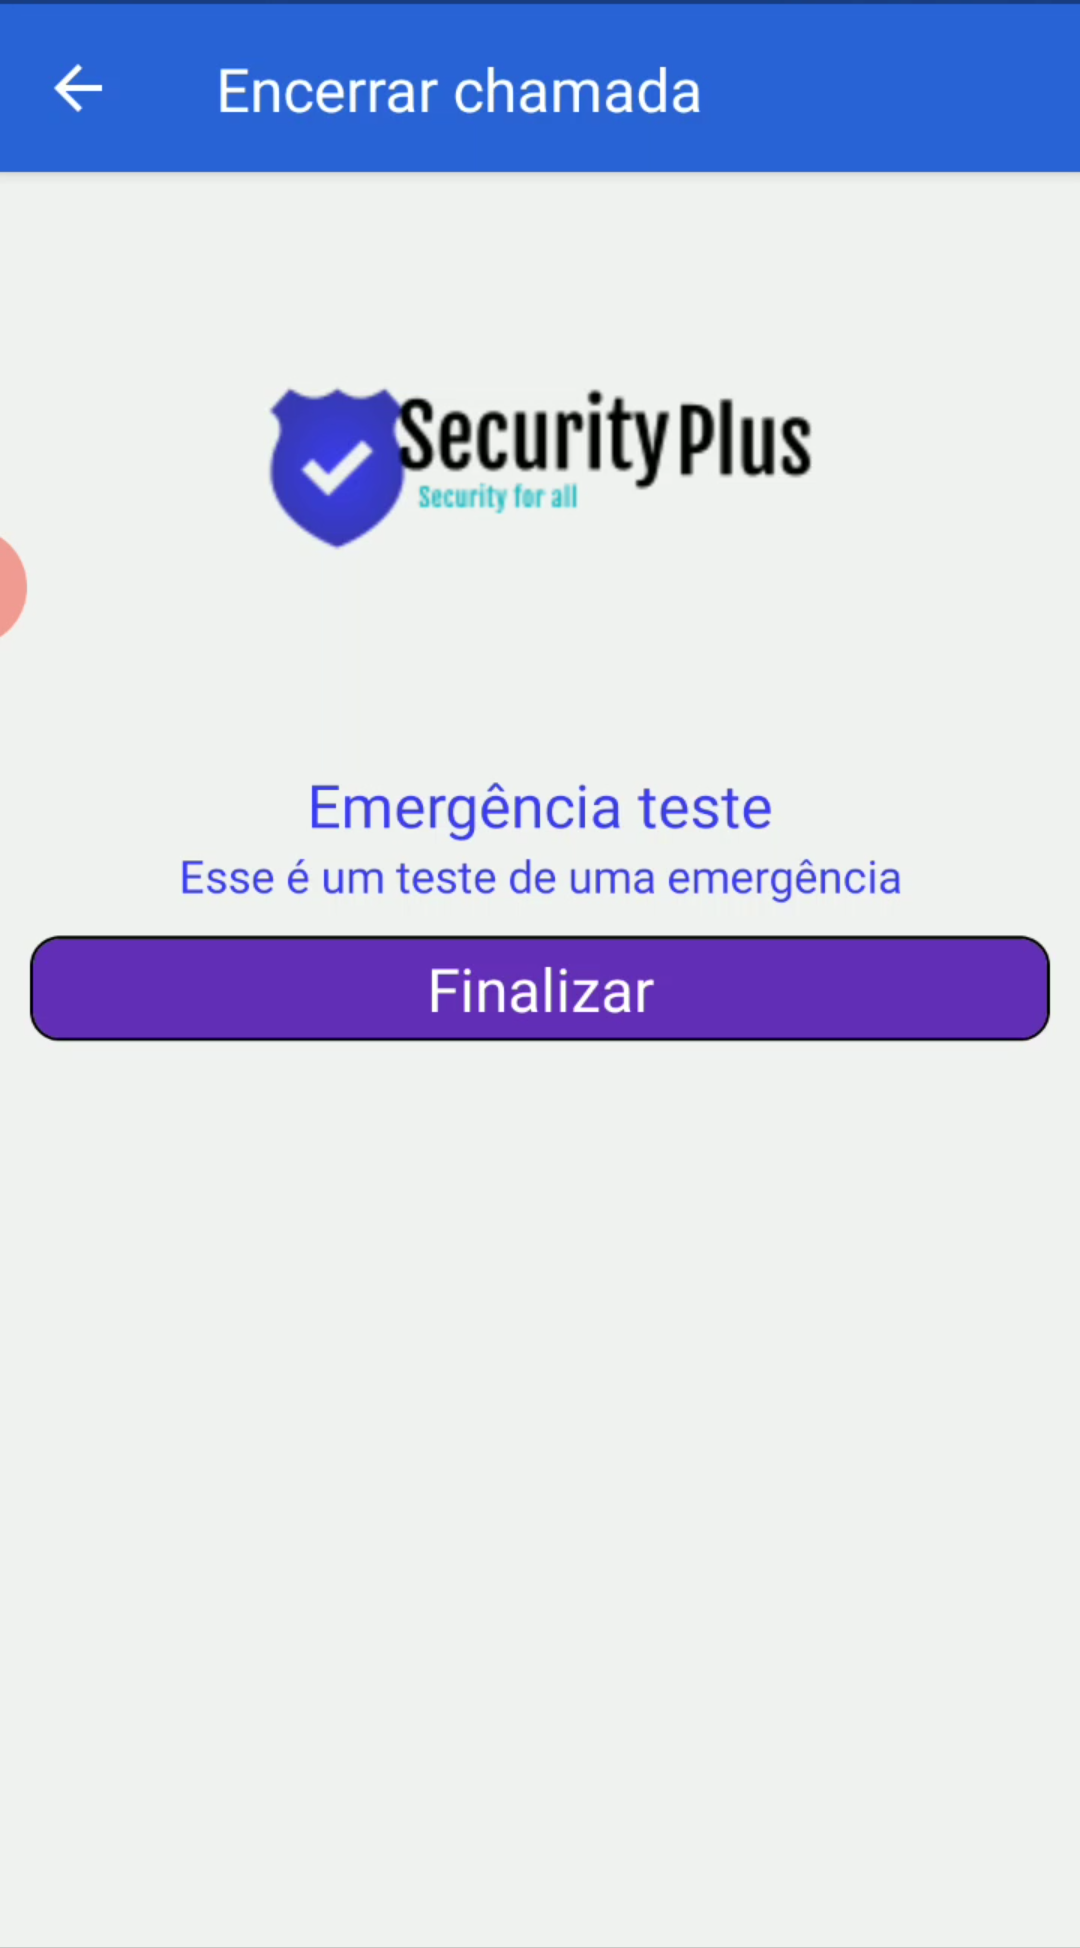 Encerrar chamada
SecurityPlus
Security for all
Emergência teste
Esse é um teste de uma emergência
Finalizar